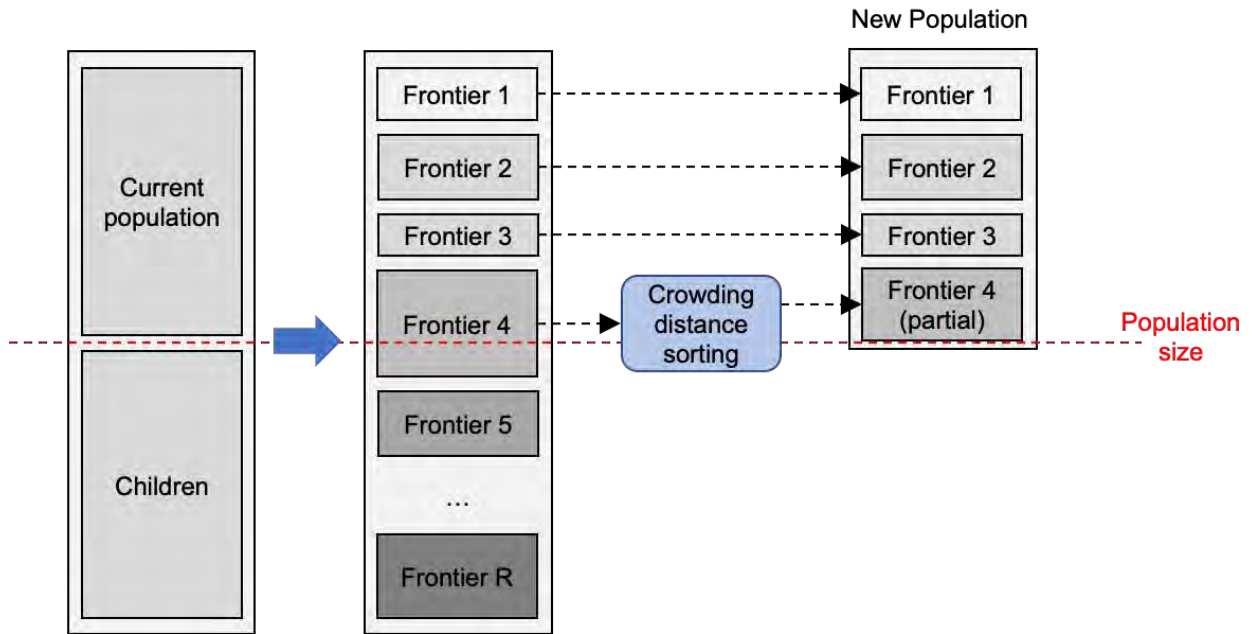 New Population
Current
population
Children
Frontier 1
Frontier 2
Frontier 3
Frontier 4
Frontier 5
...
Frontier R
Crowding
distance
sorting
Frontier 1
Frontier 2
Frontier 3
Frontier 4
(partial)
Population
size